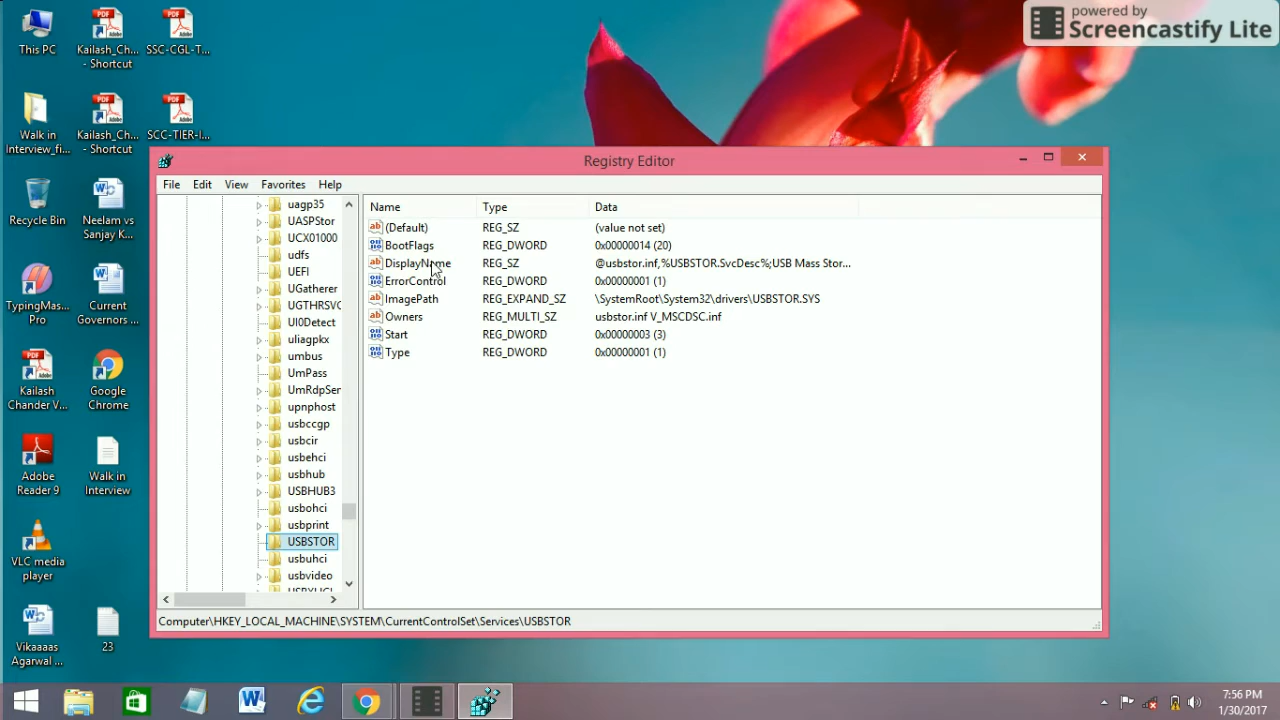 powered by
Screencastify Lite
This PC
Kailash_Ch...
- Shortcut
SSC-CGL-T...
Walk in
Interview_fi...
Kailash_Ch...
- Shortcut
SCC-TIER-I...
Recycle Bin
Neelam vs
Sanjay K...
TypingMas...
Pro
Current
Governors ...
Kailash
Chander V...
Google
Chrome
Adobe
Reader 9
Walk in
Interview
VLC media
player
Vikaaaas
Agarwal ...
23
Registry Editor
File Edit View Favorites Help
uagp35
UASPStor
UCX01000
udfs
UEFI
UGatherer
UGTHRSVC
UI0Detect
uliagpkx
umbus
UmPass
UmRdpSer
upnphost
usbccgp
usbcir
usbehci
usbhub
USBHUB3
usbohci
usbprint
USBSTOR
usbuhci
usbvideo
Name Type Data
(Default) REG_SZ (value not set)
BootFlags REG_DWORD 0x00000014 (20)
DisplayName REG_SZ @usbstor.inf,%USBSTOR.SvcDesc%;USB Mass Stor...
ErrorControl REG_DWORD 0x00000001 (1)
ImagePath REG_EXPAND_SZ \SystemRoot\System32\drivers\USBSTOR.SYS
Owners REG_MULTI_SZ usbstor.inf V_MSCDSC.inf
Start REG_DWORD 0x00000003 (3)
Type REG_DWORD 0x00000001 (1)
Computer\HKEY_LOCAL_MACHINE\SYSTEM\CurrentControlSet\Services\USBSTOR
7:56 PM
1/30/2017